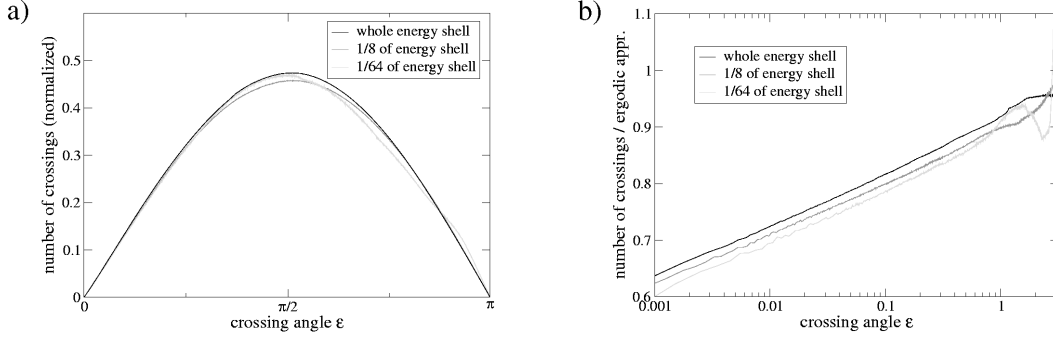 a)
number of crossings (normalized)
0.5
0.4
0.3
0.2
0.1
0
whole energy shell
1/8 of energy shell
1/64 of energy shell
0
π/2
π
crossing angle ε
b)
number of crossings / ergodic appr.
1.1
1
0.9
0.8
0.7
0.6
whole energy shell
1/8 of energy shell
1/64 of energy shell
0.001
0.01
0.1
1
crossing angle ε